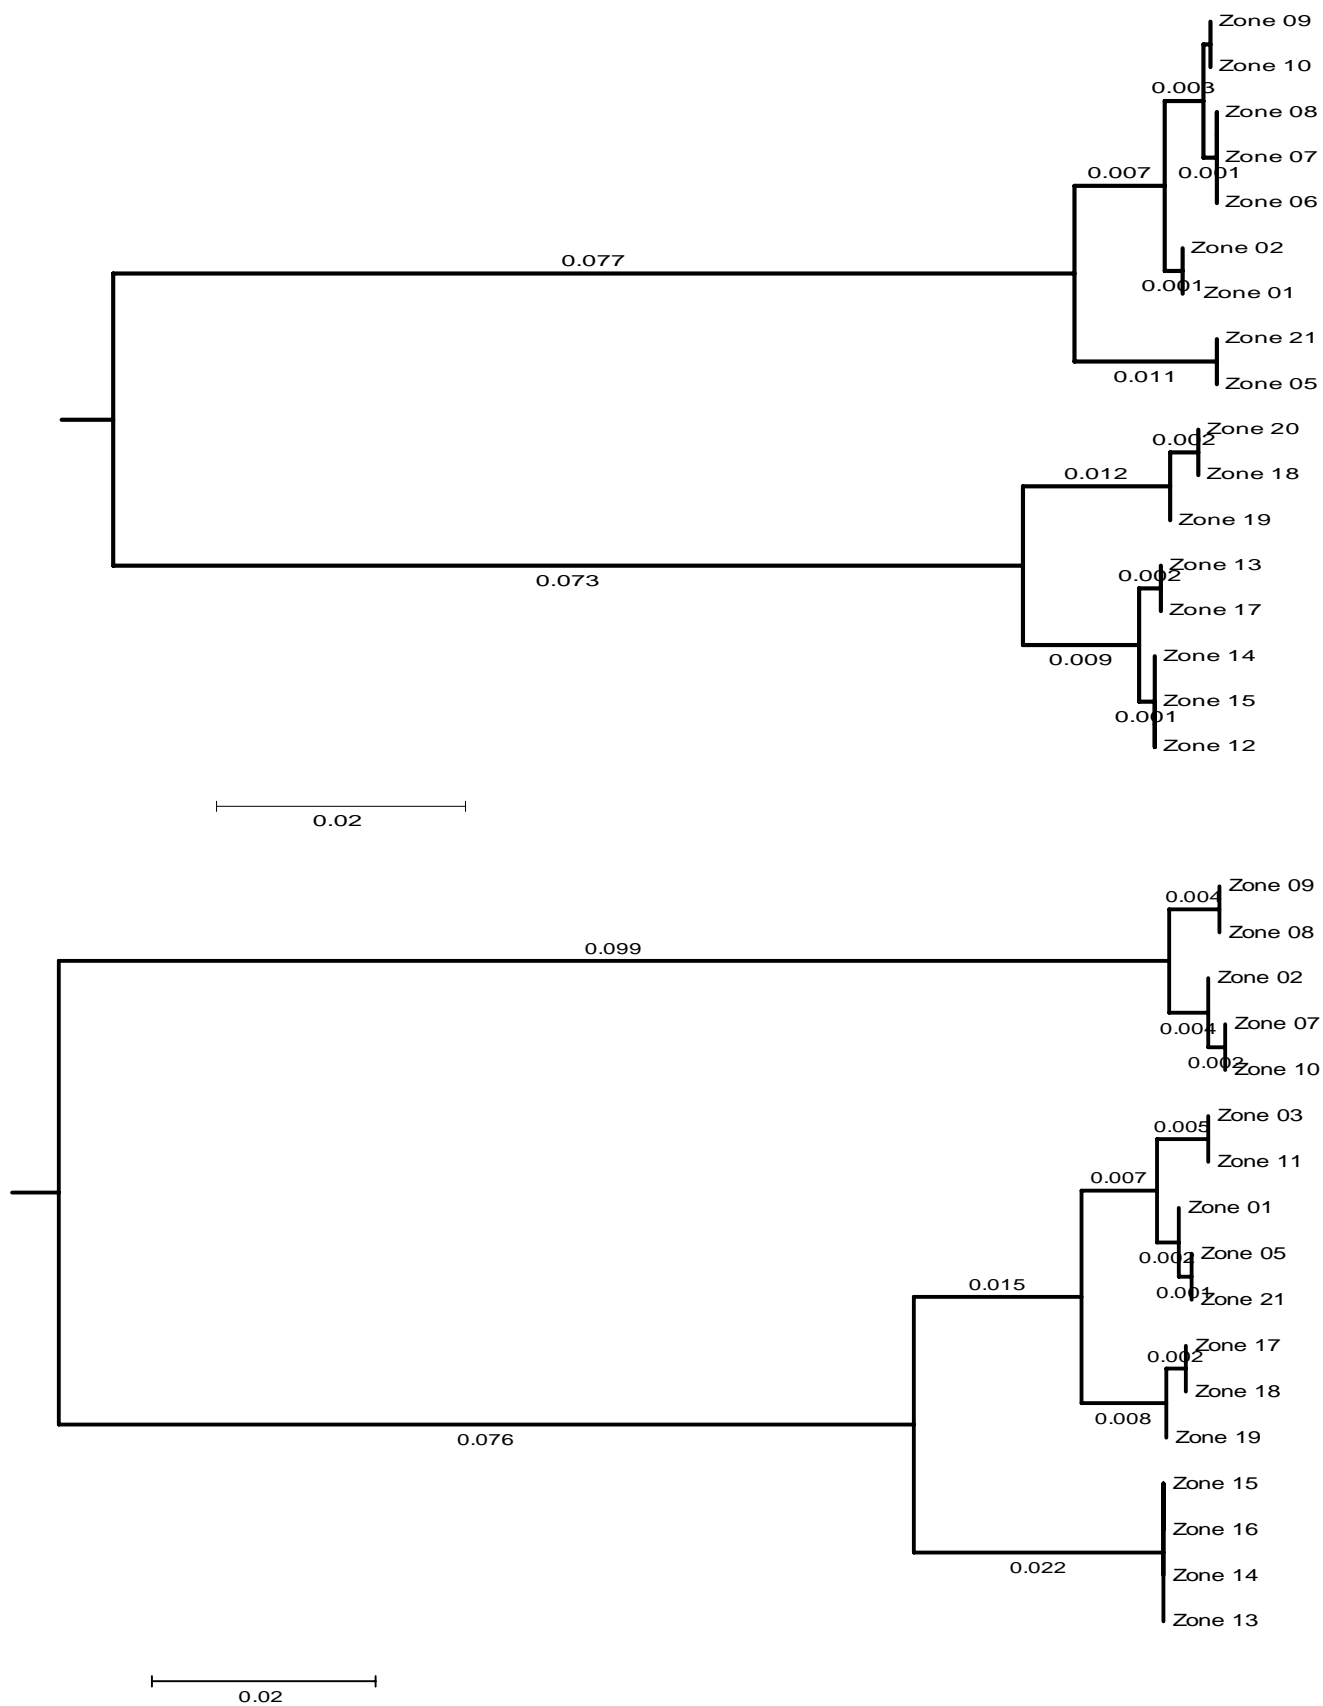 Zone 09
Zone 10
0.003
Zone 08
Zone 07
0.007
0.001
Zone 06
Zone 02
0.077
0.001
Zone 01
Zone 21
0.011
Zone 05
Zone 20
0.002
0.012
Zone 18
Zone 19
Zone 13
0.002
0.073
Zone 17
Zone 14
0.009
Zone 15
0.001
Zone 12
0.02
Zone 09
0.004
Zone 08
0.099
Zone 02
Zone 07
0.004
0.002
Zone 10
Zone 03
0.005
Zone 11
0.007
Zone 01
Zone 05
0.002
0.015
0.001
Zone 21
Zone 17
0.002
Zone 18
0.008
Zone 19
0.076
Zone 15
Zone 16
0.022
Zone 14
Zone 13
0.02